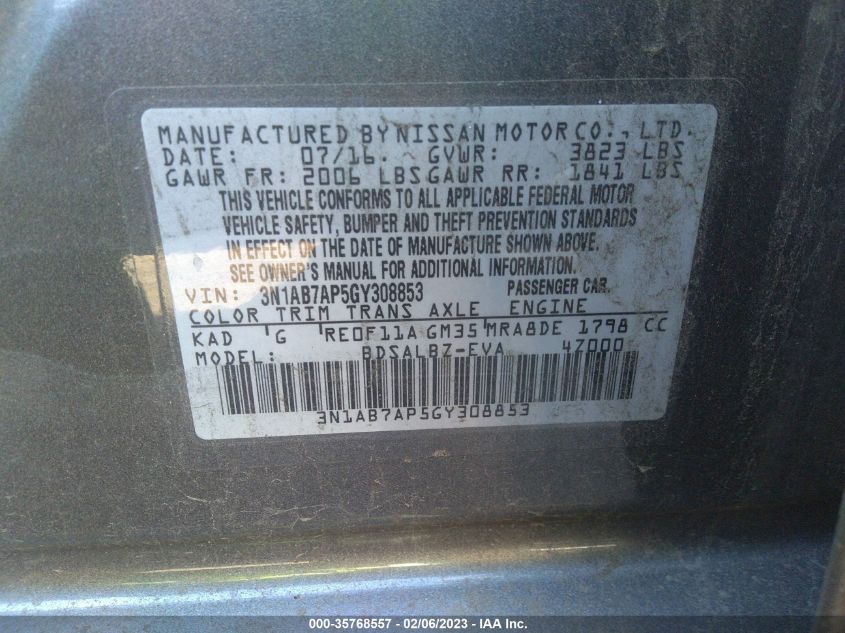 MANUFACTURED BY NISSAN MOTOR CO., LTD.
DATE: 07/16. GVWR: 3823 LBS
GAWR FR: 2006 LBS GAWR RR: 1841 LBS
THIS VEHICLE CONFORMS TO ALL APPLICABLE FEDERAL MOTOR
VEHICLE SAFETY, BUMPER AND THEFT PREVENTION STANDARDS
IN EFFECT ON THE DATE OF MANUFACTURE SHOWN ABOVE.
SEE OWNER'S MANUAL FOR ADDITIONAL INFORMATION.
VIN: 3N1AB7AP5GY308853 PASSENGER CAR.
COLOR TRIM TRANS AXLE ENGINE
KAD G RE0F11A GM35 MRA8DE 1798 CC
MODEL: BDSALBZ-EVA 4Z000
3N1AB7AP5GY308853
000-35768557 - 02/06/2023 - IAA Inc.